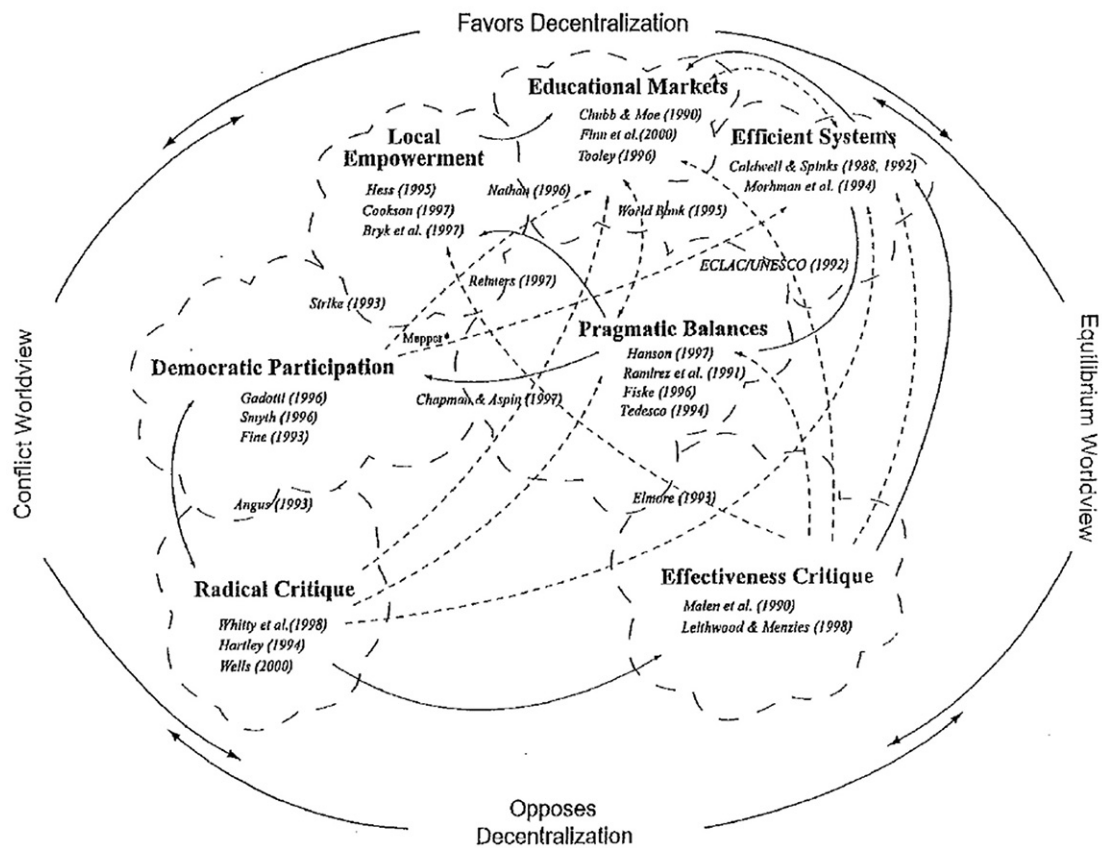 Favors Decentralization
Educational Markets
Chubb & Moe (1990)
Finn et al.(2000)
Tooley (1996)
Efficient Systems
Caldwell & Spinks (1988, 1992)
Morhman et al. (1994)
Local
Empowerment
Hess (1995)
Cookson (1997)
Bryk et al. (1997)
Nathan (1996)
World Bank (1995)
ECLAC/UNESCO (1992)
Reimers (1997)
Strike (1993)
Mapper*
Pragmatic Balances
Hanson (1997)
Ramirez et al. (1991)
Fiske (1996)
Tedesco (1994)
Democratic Participation
Gadotti (1996)
Smyth (1996)
Fine (1993)
Chapman & Aspin (1997)
Conflict Worldview
Equilibrium Worldview
Angus (1993)
Elmore (1993)
Radical Critique
Whitty et al.(1998)
Hartley (1994)
Wells (2000)
Effectiveness Critique
Malen et al. (1990)
Leithwood & Menzies (1998)
Opposes
Decentralization